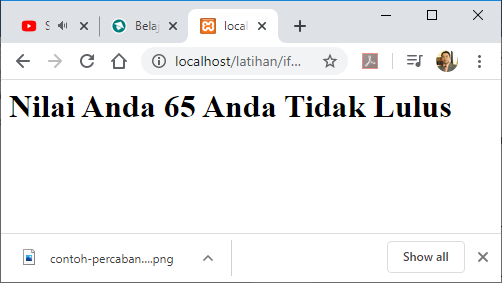 S
Belaj
local
localhost/latihan/if...
Nilai Anda 65 Anda Tidak Lulus
contoh-percaban....png
Show all